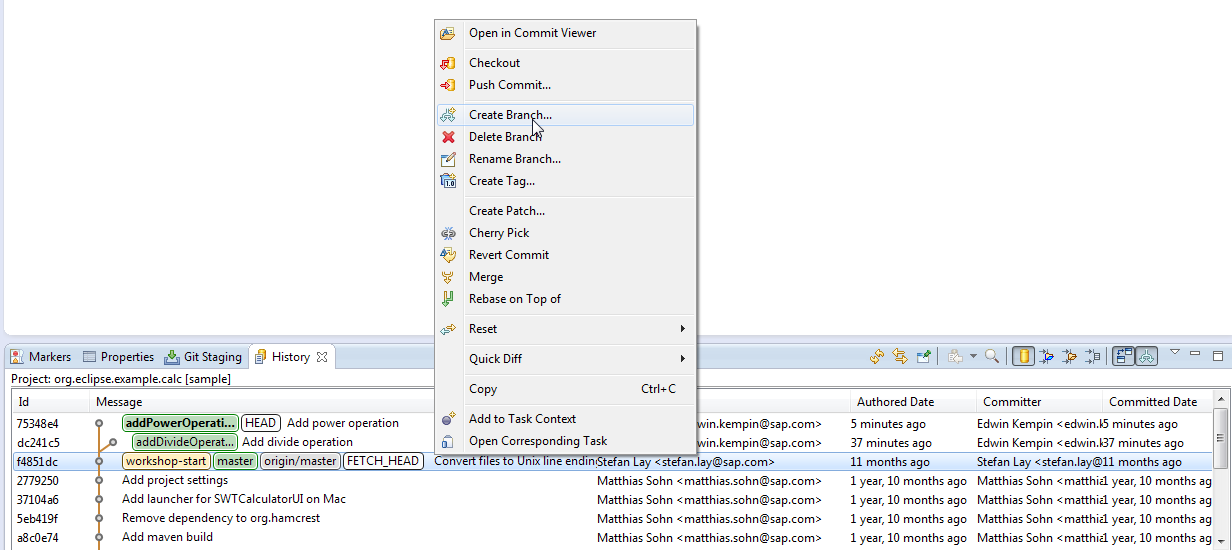 Open in Commit Viewer
Checkout
Push Commit...
Create Branch...
Delete Branch
Rename Branch...
Create Tag...
Create Patch...
Cherry Pick
Revert Commit
Merge
Rebase on Top of
Reset
Quick Diff
Copy Ctrl+C
Add to Task Context
Open Corresponding Task
Markers Properties Git Staging History
Project: org.eclipse.example.calc [sample]
Id Message Authored Date Committer Committed Date
75348e4 addPowerOperati... HEAD Add power operation win.kempin@sap.com> 5 minutes ago Edwin Kempin <edwin.k 5 minutes ago
dc241c5 addDivideOperat... Add divide operation win.kempin@sap.com> 37 minutes ago Edwin Kempin <edwin.k 37 minutes ago
f4851dc workshop-start master origin/master FETCH_HEAD Convert files to Unix line ending Stefan Lay <stefan.lay@sap.com> 11 months ago Stefan Lay <stefan.lay@ 11 months ago
2779250 Add project settings Matthias Sohn <matthias.sohn@sap.com> 1 year, 10 months ago Matthias Sohn <matthia 1 year, 10 months ag
37104a6 Add launcher for SWTCalculatorUI on Mac Matthias Sohn <matthias.sohn@sap.com> 1 year, 10 months ago Matthias Sohn <matthia 1 year, 10 months ag
5eb419f Remove dependency to org.hamcrest Matthias Sohn <matthias.sohn@sap.com> 1 year, 10 months ago Matthias Sohn <matthia 1 year, 10 months ag
a8c0e74 Add maven build Matthias Sohn <matthias.sohn@sap.com> 1 year, 10 months ago Matthias Sohn <matthia 1 year, 10 months ag